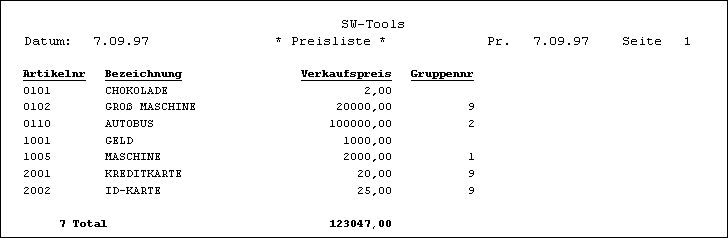 SW-Tools
Datum: 7.09.97 * Preisliste * Pr. 7.09.97 Seite 1
Artikelnr Bezeichnung Verkaufspreis Gruppennr
0101 CHOKOLADE 2,00
0102 GROß MASCHINE 20000,00 9
0110 AUTOBUS 100000,00 2
1001 GELD 1000,00
1005 MASCHINE 2000,00 1
2001 KREDITKARTE 20,00 9
2002 ID-KARTE 25,00 9
7 Total 123047,00